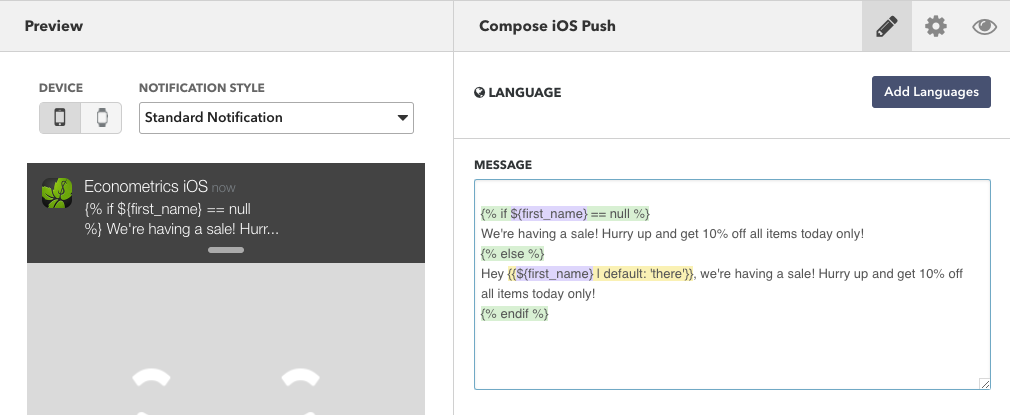 Preview
Compose iOS Push
DEVICE
NOTIFICATION STYLE
Standard Notification
LANGUAGE
Add Languages
Econometrics iOS now
{% if ${first_name} == null
%} We're having a sale! Hurr...
MESSAGE
{% if ${first_name} == null %}
We're having a sale! Hurry up and get 10% off all items today only!
{% else %}
Hey {{${first_name} | default: 'there'}}, we're having a sale! Hurry up and get 10% off
all items today only!
{% endif %}